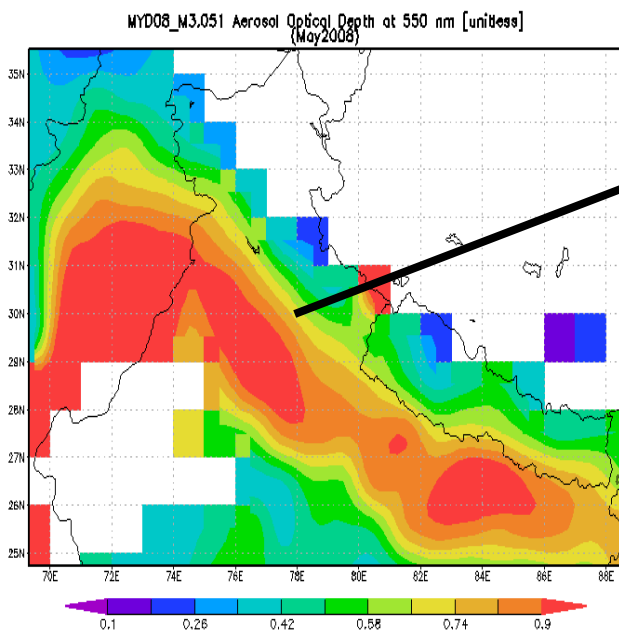 MYD08_M3.051 Aerosol Optical Depth at 550 nm [unitless]
(May2008)
35N
34N
33N
32N
31N
30N
29N
28N
27N
26N
25N
70E 72E 74E 76E 78E 80E 82E 84E 86E 88E
0.1 0.26 0.42 0.58 0.74 0.9